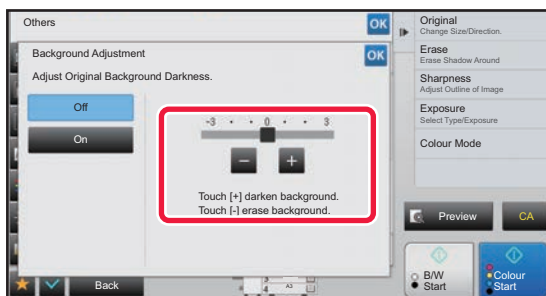 Others
OK
Background Adjustment
OK
Adjust Original Background Darkness.
Off
On
-3 • • 0 • • 3
− +
Touch [+] darken background.
Touch [-] erase background.
Back
A3
Original
Change Size/Direction.
Erase
Erase Shadow Around
Sharpness
Adjust Outline of Image
Exposure
Select Type/Exposure
Colour Mode
Preview
CA
B/W
Start
Colour
Start